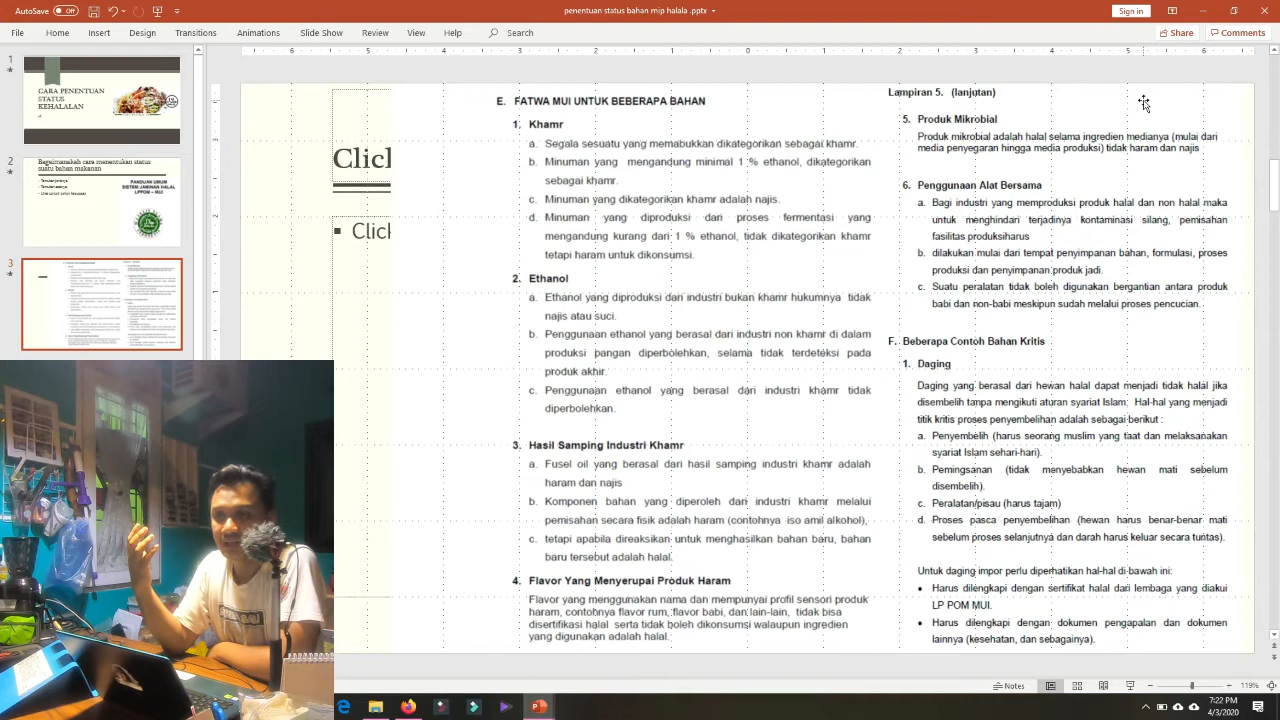 AutoSave Off
penentuan status bahan mip halal .pptx
Sign in
File
Home
Insert
Design
Transitions
Animations
Slide Show
Review
View
Help
Search
Share
Comments
CARA PENENTUAN
STATUS
KEHALALAN
Bagaimanakah cara menentukan status
suatu bahan makanan
PANDUAN UMUM
SISTEM JAMINAN HALAL
LPPOM – MUI
Click
Click
E. FATWA MUI UNTUK BEBERAPA BAHAN
1. Khamr
a. Segala sesuatu yang memabukkan dikategorikan sebagai khamr.
b. Minuman yang mengandung minimal 1 % ethanol, dikategorikan
sebagai khamr.
c. Minuman yang dikategorikan khamr adalah najis.
d. Minuman yang diproduksi dari proses fermentasi yang
mengandung kurang dari 1 % ethanol, tidak dikategorikan khamr
tetapi haram untuk dikonsumsi.
2. Ethanol
a. Ethanol yang diproduksi dari industri bukan khamr hukumnya tidak
najis atau suci.
b. Penggunaan ethanol yang berasal dari industri non khamr di dalam
produksi pangan diperbolehkan, selama tidak terdeteksi pada
produk akhir.
c. Penggunaan ethanol yang berasal dari industri khamr tidak
diperbolehkan.
3. Hasil Samping Industri Khamr
a. Fusel oil yang berasal dari hasil samping industri khamr adalah
haram dan najis
b. Komponen bahan yang diperoleh dari industri khamr melalui
pemisahan secara fisik adalah haram (contohnya iso amil alkohol),
c. tetapi apabila direaksikan untuk menghasilkan bahan baru, bahan
baru tersebut adalah halal.
4. Flavor Yang Menyerupai Produk Haram
Flavor yang menggunakan nama dan mempunyai profil sensori produk
haram, contohnya flavor rum, flavor babi, dan lain-lain, tidak bisa
disertifikasi halal serta tidak boleh dikonsumsi walaupun ingredien
yang digunakan adalah halal.
Lampiran 5. (lanjutan)
5. Produk Mikrobial
Produk mikrobial adalah halal selama ingredien medianya (mulai dari
media penyegaran hingga media produksi) tidak haram dan najis .
6. Penggunaan Alat Bersama
a. Bagi industri yang memproduksi produk halal dan non halal maka
untuk menghindari terjadinya kontaminasi silang, pemisahan
fasilitas produksiharus
b. dilakukan mulai dari tempat penyimpanan bahan, formulasi, proses
produksi dan penyimpanan produk jadi.
c. Suatu peralatan tidak boleh digunakan bergantian antara produk
babi dan non-babi meskipun sudah melalui proses pencucian.
F. Beberapa Contoh Bahan Kritis
1. Daging
Daging yang berasal dari hewan halal dapat menjadi tidak halal jika
disembelih tanpa mengikuti aturan syariat Islam. Hal-hal yang menjadi
titik kritis proses penyembelihan adalah sebagai berikut :
a. Penyembelih (harus seorang muslim yang taat dan melaksanakan
syariat Islam sehari-hari).
b. Pemingsanan (tidak menyebabkan hewan mati sebelum
disembelih).
c. Peralatan/pisau (harus tajam)
d. Proses pasca penyembelihan (hewan harus benar-benar mati
sebelum proses selanjutnya dan darah harus keluar secara tuntas).
Untuk daging impor perlu diperhatikan hal-hal di bawah ini:
• Harus dilengkapi dengan sertifikat halal dari lembaga yang diakui
LP POM MUI.
• Harus dilengkapi dengan dokumen pengapalan dan dokumen
lainnya (kesehatan, dan sebagainya).
Notes
119%
7:22 PM
4/3/2020